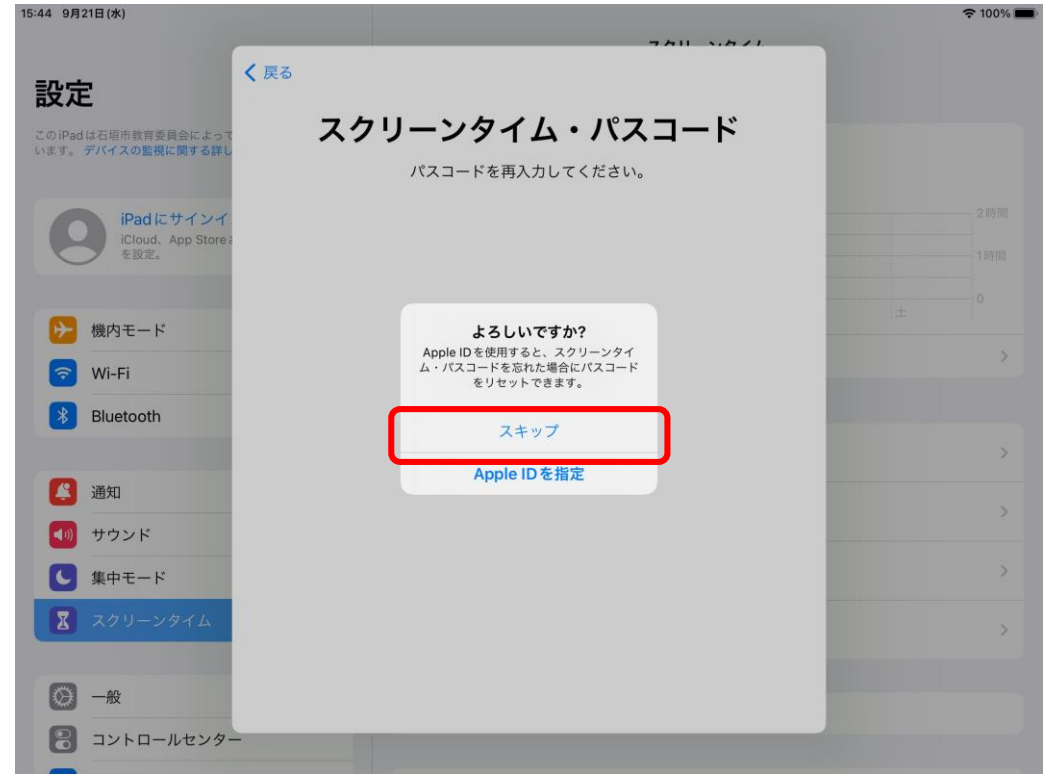 15:44 9月21日(水)
100%
設定
このiPadは石垣市教育委員会によって
います。デバイスの監視に関する詳し
iPadにサインイ
iCloud、App Store
を設定。
機内モード
Wi-Fi
Bluetooth
通知
サウンド
集中モード
スクリーンタイム
一般
コントロールセンター
スクリーンタイム
戻る
スクリーンタイム・パスコード
パスコードを再入力してください。
よろしいですか?
Apple IDを使用すると、スクリーンタイ
ム・パスコードを忘れた場合にパスコード
をリセットできます。
スキップ
Apple IDを指定
2時間
1時間
0
土